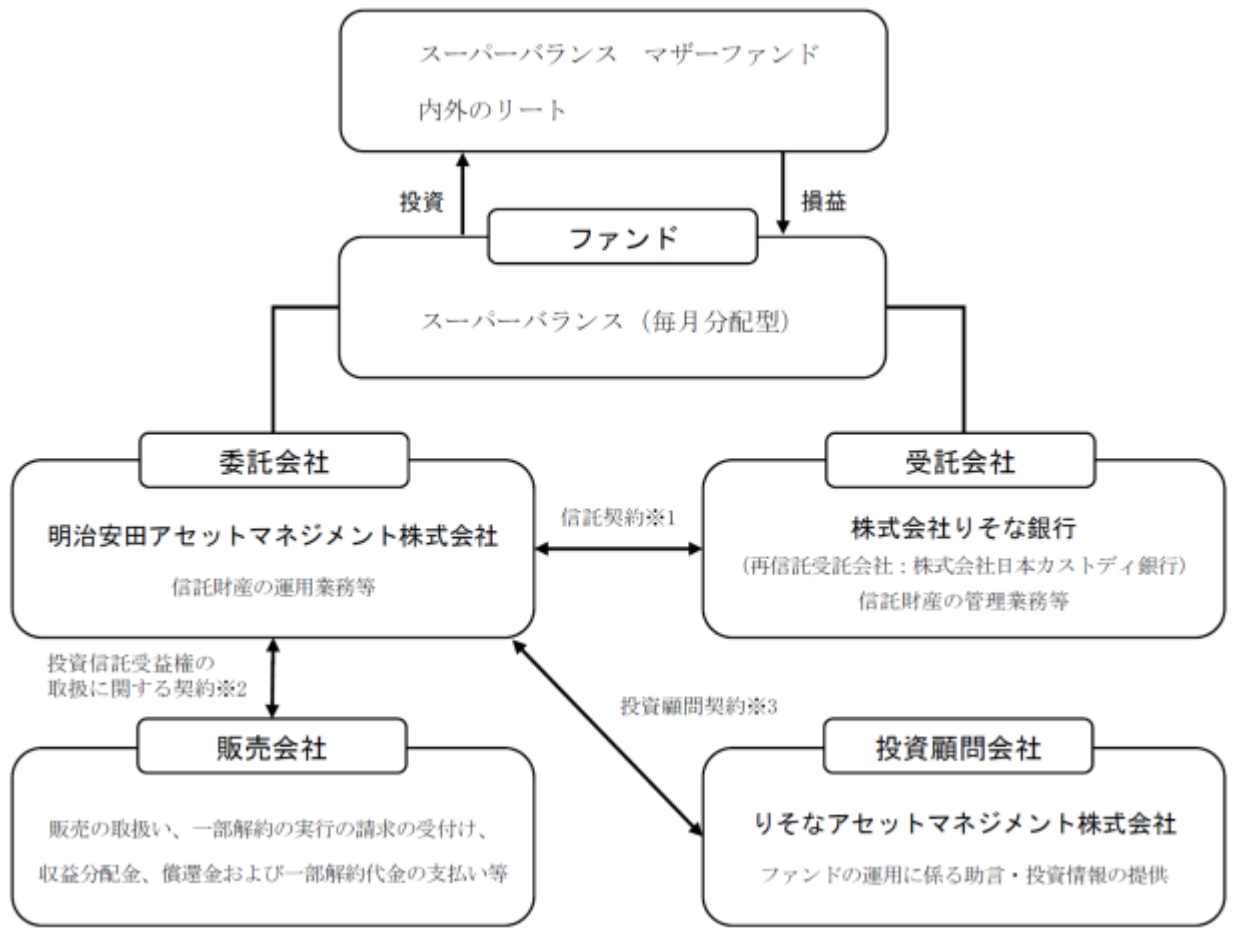 スーパーバランス　マザーファンド
内外のリート
投資
損益
ファンド
スーパーバランス（毎月分配型）
委託会社
明治安田アセットマネジメント株式会社
信託財産の運用業務等
信託契約※1
受託会社
株式会社りそな銀行
（再信託受託会社：株式会社日本カストディ銀行）
信託財産の管理業務等
投資信託受益権の
取扱に関する契約※2
投資顧問契約※3
販売会社
販売の取扱い、一部解約の実行の請求の受付け、
収益分配金、償還金および一部解約代金の支払い等
投資顧問会社
りそなアセットマネジメント株式会社
ファンドの運用に係る助言・投資情報の提供